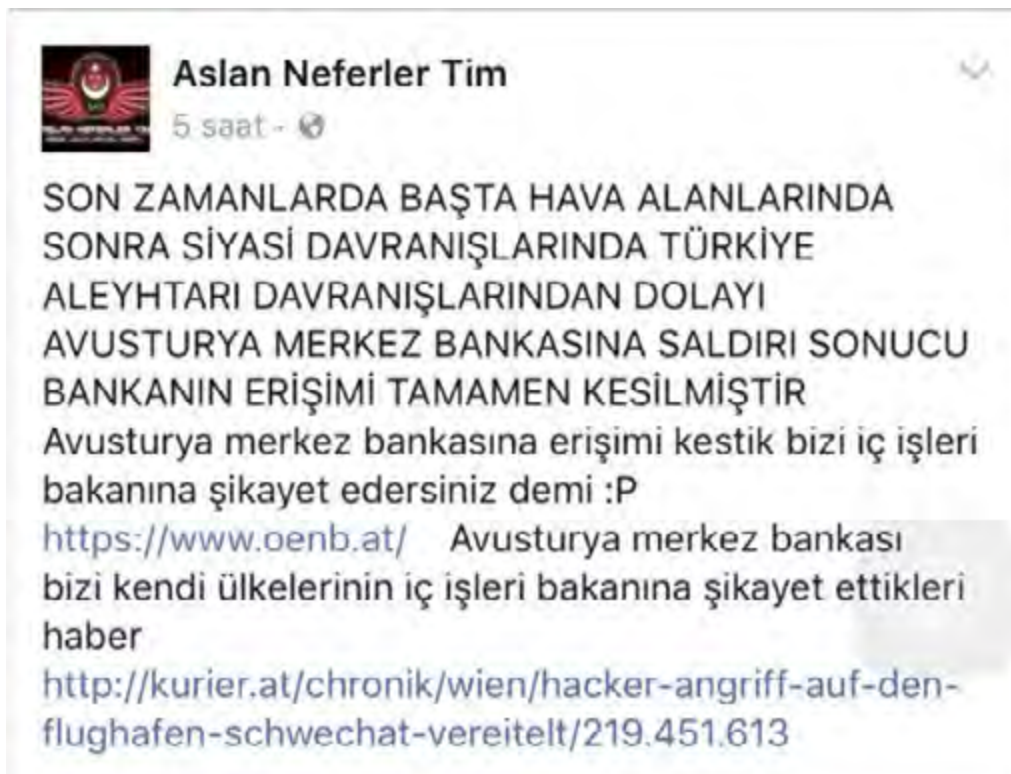 Aslan Neferler Tim
5 saat -
SON ZAMANLARDA BAŞTA HAVA ALANLARINDA
SONRA SİYASİ DAVRANIŞLARINDA TÜRKİYE
ALEYHTARI DAVRANIŞLARINDAN DOLAYI
AVUSTURYA MERKEZ BANKASINA SALDIRI SONUCU
BANKANIN ERİŞİMİ TAMAMEN KESİLMİŞTİR
Avusturya merkez bankasına erişimi kestik bizi iç işleri
bakanına şikayet edersiniz demi :P
https://www.oenb.at/ Avusturya merkez bankası
bizi kendi ülkelerinin iç işleri bakanına şikayet ettikleri
haber
http://kurier.at/chronik/wien/hacker-angriff-auf-den-
flughafen-schwechat-vereitelt/219.451.613